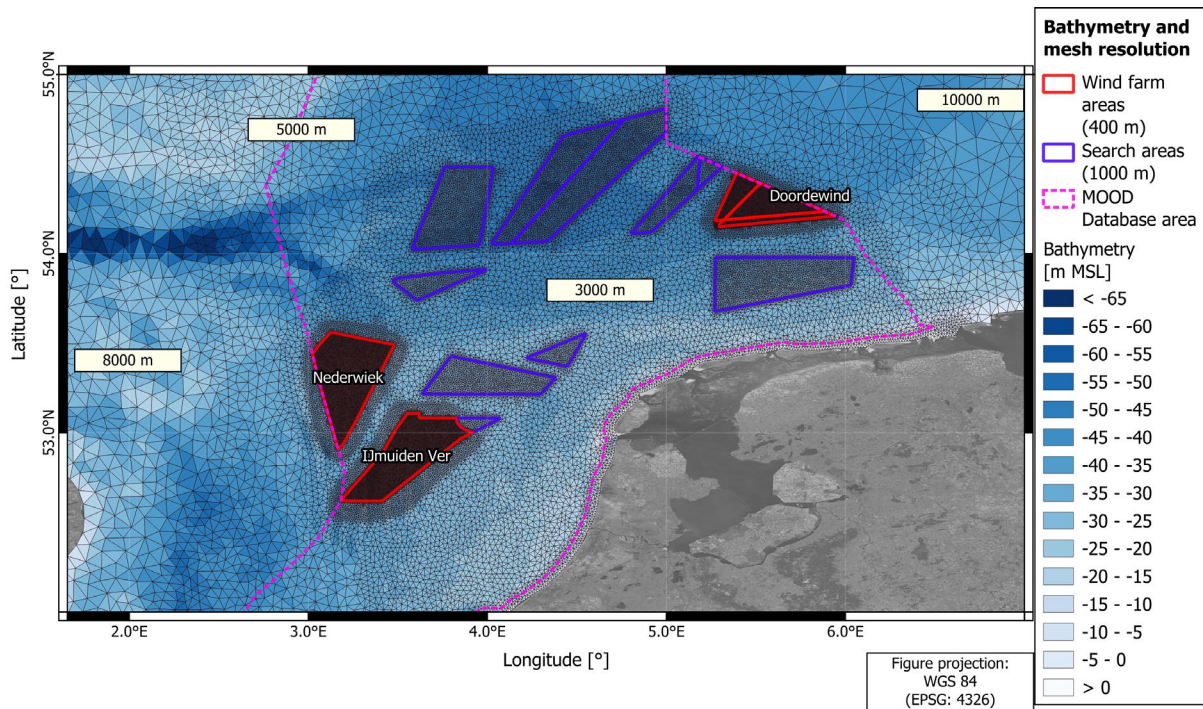 55.0°N
54.0°N
53.0°N
Latitude [°]
5000 m
10000 m
Doordewind
3000 m
8000 m
Nederwiek
IJmuiden Ver
2.0°E
3.0°E
4.0°E
5.0°E
6.0°E
Longitude [°]
Figure projection:
WGS 84
(EPSG: 4326)
Bathymetry and
mesh resolution
Wind farm
areas
(400 m)
Search areas
(1000 m)
MOOD
Database area
Bathymetry
[m MSL]
< -65
-65 - -60
-60 - -55
-55 - -50
-50 - -45
-45 - -40
-40 - -35
-35 - -30
-30 - -25
-25 - -20
-20 - -15
-15 - -10
-10 - -5
-5 - 0
> 0